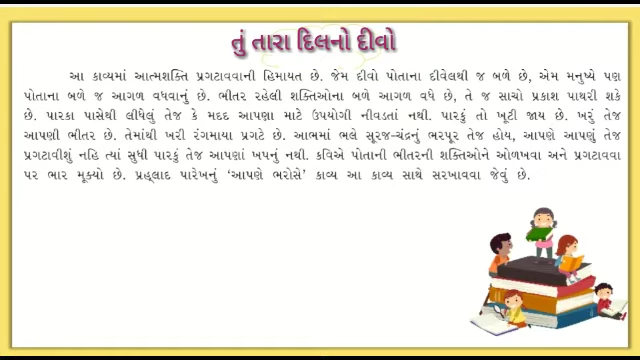 તું તારા દિલનો દીવો
આ કાવ્યમાં આત્મશક્તિ પ્રગટાવવાની હિમાયત છે. જેમ દીવો પોતાના દીવેલથી જ બળે છે, એમ મનુષ્યે પણ
પોતાના બળે જ આગળ વધવાનું છે. ભીતર રહેલી શક્તિઓના બળે આગળ વધે છે, તે જ સાચો પ્રકાશ પાથરી શકે
છે. પારકા પાસેથી લીધેલું તેજ કે મદદ આપણા માટે ઉપયોગી નીવડતાં નથી. પારકું તો ખૂટી જાય છે. ખરું તેજ
આપણી ભીતર છે. તેમાંથી ખરી રંગમાયા પ્રગટે છે. આભમાં ભલે સૂરજ-ચંદ્રનું ભરપૂર તેજ હોય, આપણે આપણું તેજ
પ્રગટાવીશું નહિ ત્યાં સુધી પારકું તેજ આપણાં ખપનું નથી. કવિએ પોતાની ભીતરની શક્તિઓને ઓળખવા અને પ્રગટાવવા
પર ભાર મૂક્યો છે. પ્રહ્લાદ પારેખનું ‘આપણે ભરોસે’ કાવ્ય આ કાવ્ય સાથે સરખાવવા જેવું છે.